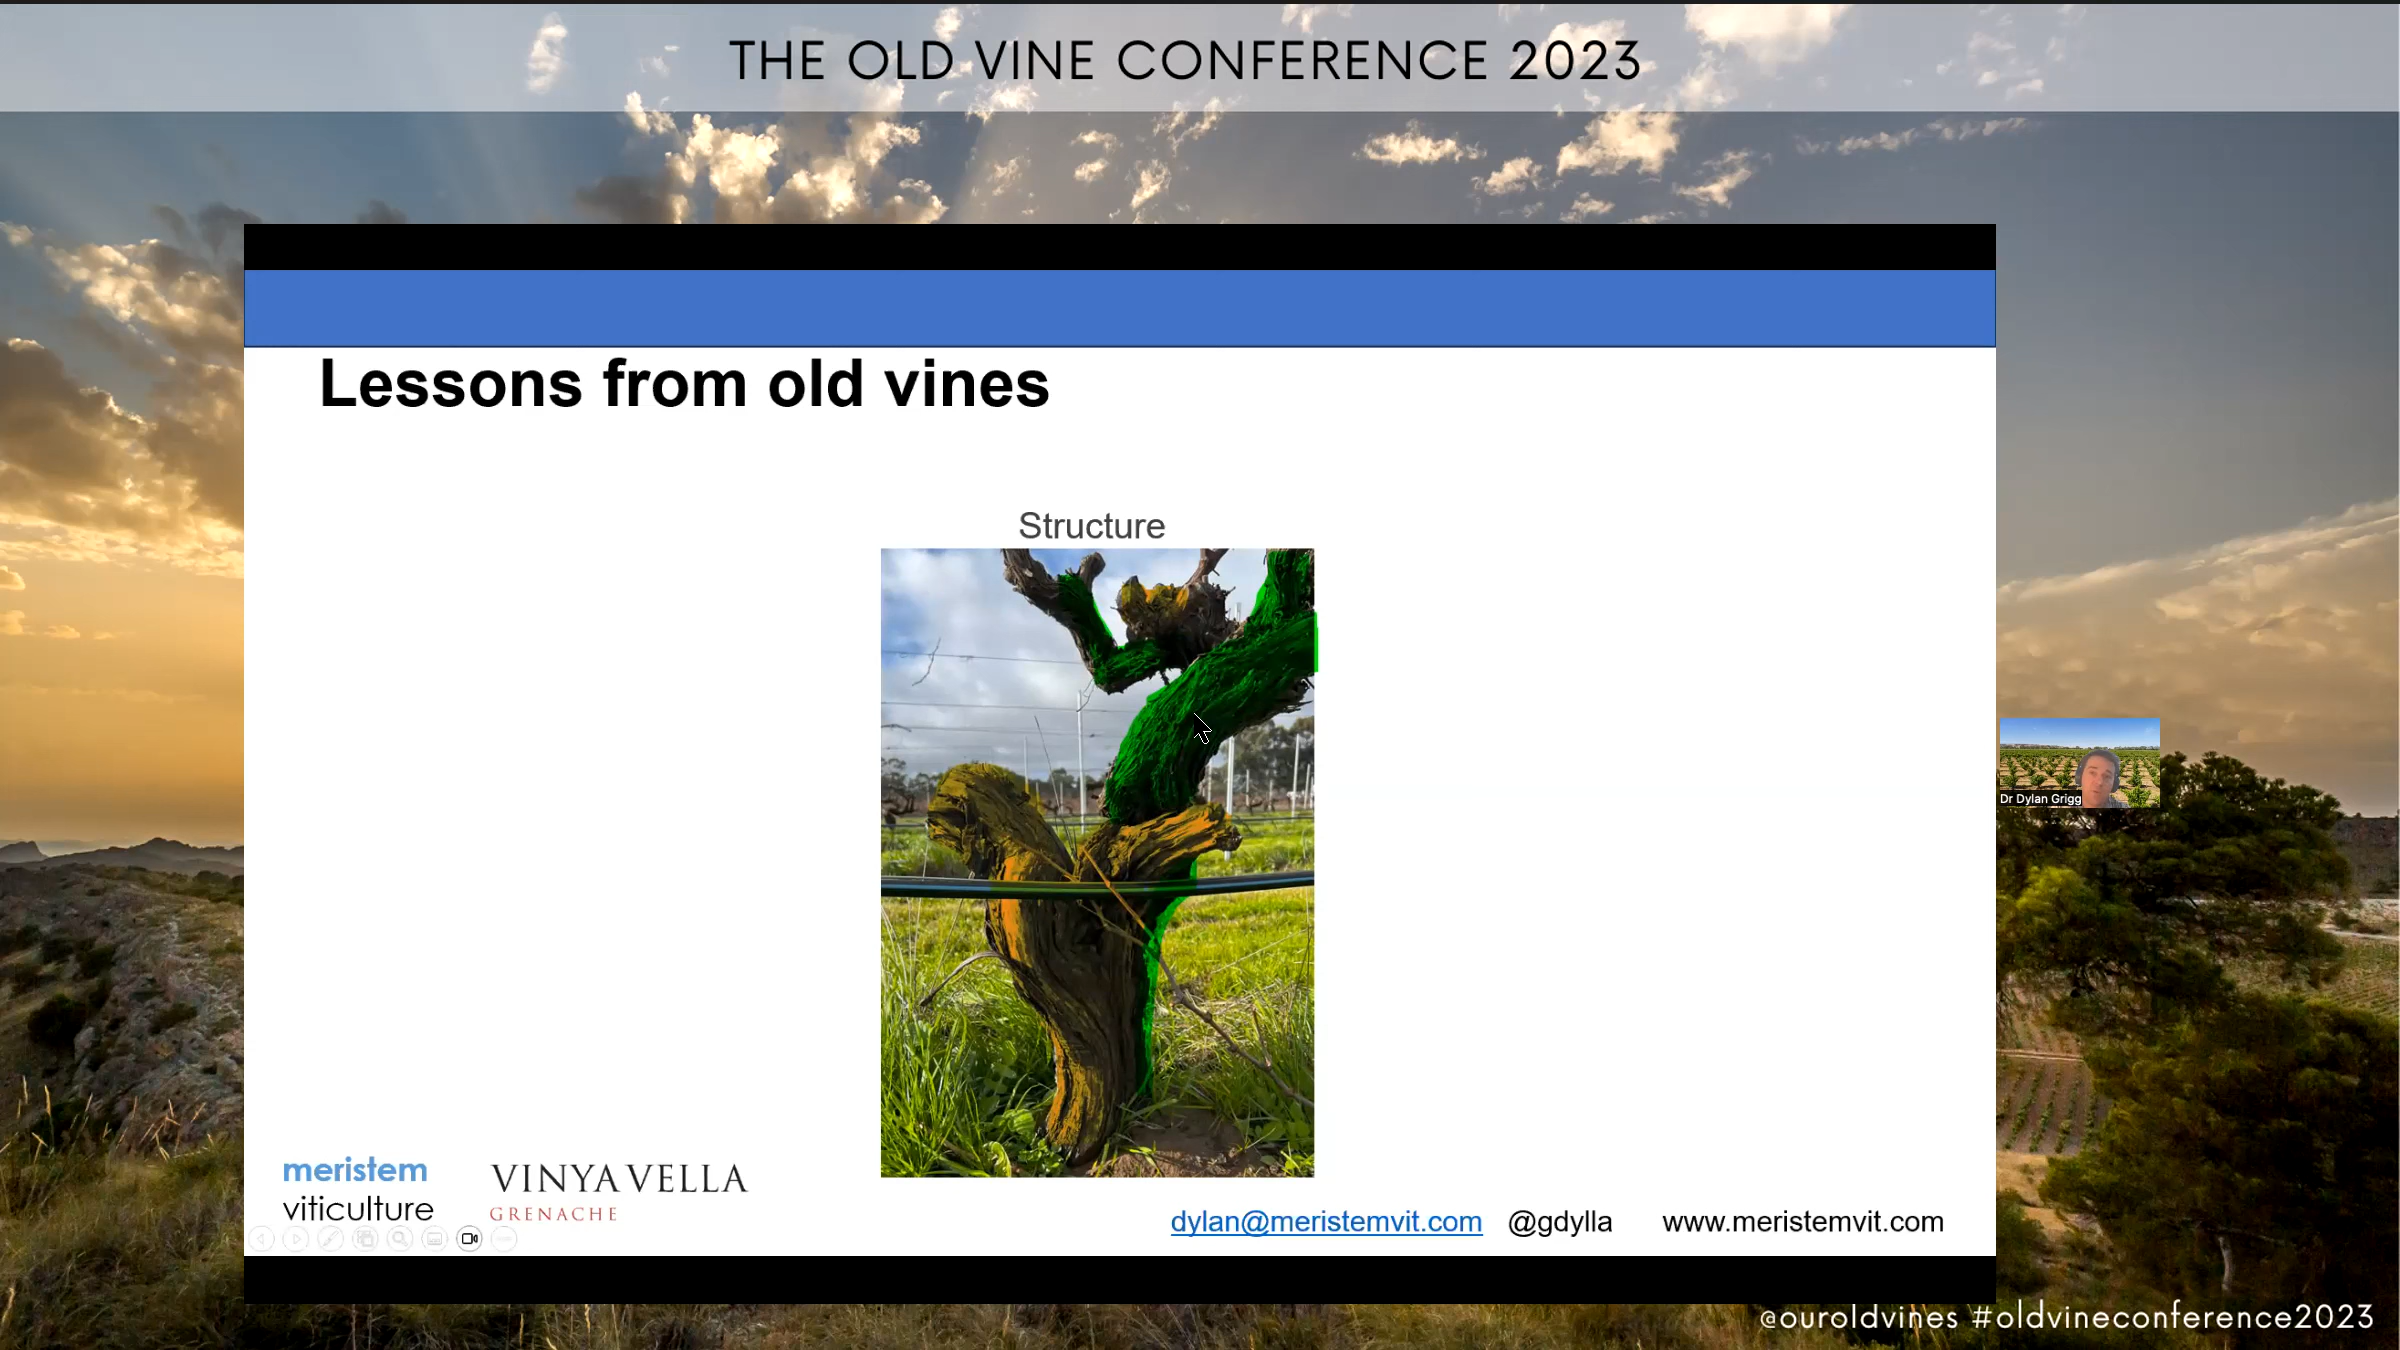 THE OLD VINE CONFERENCE 2023
Lessons from old vines
Structure
Dr Dylan Grigg
meristem
viticulture
VINYA VELLA
GRENACHE
dylan@meristemvit.com @gdylla www.meristemvit.com
@ouroldvines #oldvineconference2023